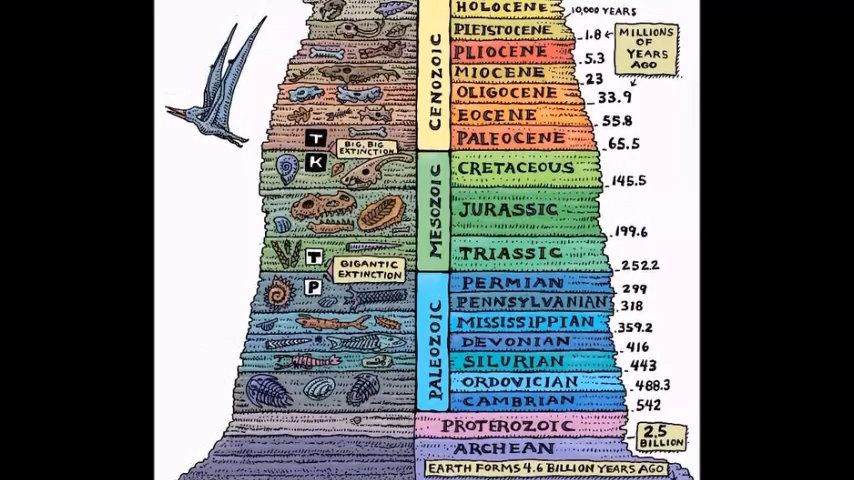 HOLOCENE
10,000 YEARS
PLEISTOCENE
1.8
MILLIONS
OF
YEARS
AGO
PLIOCENE
5.3
MIOCENE
23
OLIGOCENE
33.9
EOCENE
55.8
PALEOCENE
65.5
CENOZOIC
T
BIG, BIG
EXTINCTION
K
CRETACEOUS
145.5
JURASSIC
199.6
MESOZOIC
TRIASSIC
252.2
T
GIGANTIC
EXTINCTION
P
PERMIAN
299
PENNSYLVANIAN
318
MISSISSIPPIAN
359.2
DEVONIAN
416
PALEOZOIC
SILURIAN
443
ORDOVICIAN
488.3
CAMBRIAN
542
PROTEROZOIC
2.5
BILLION
ARCHEAN
EARTH FORMS 4.6 BILLION YEARS AGO